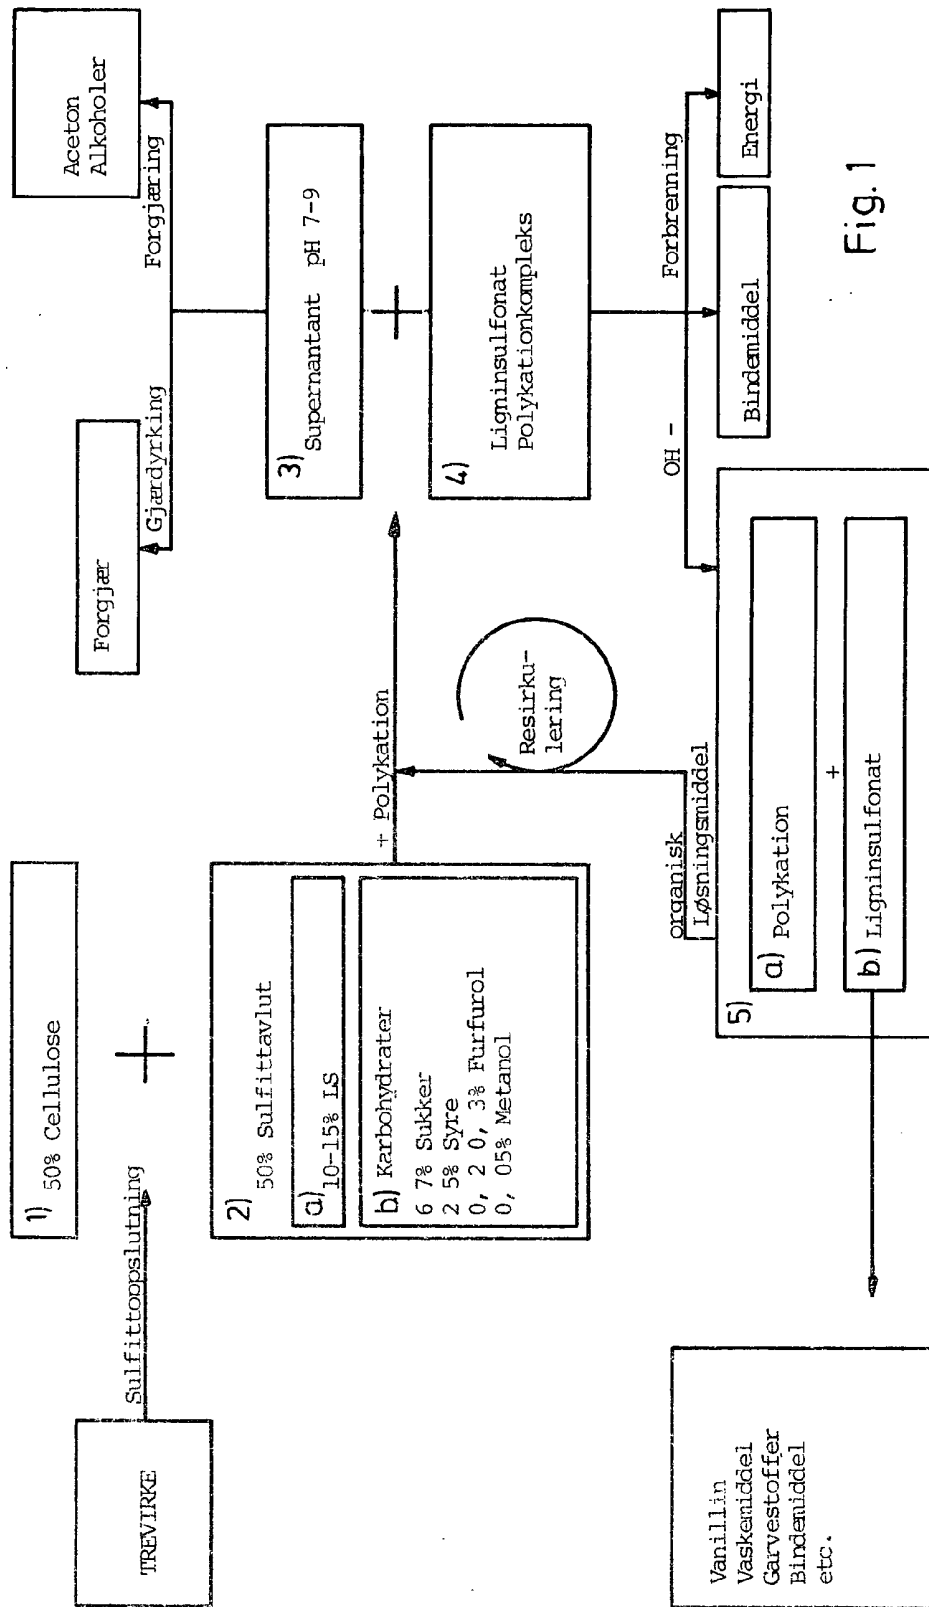 TREVIRKE
Sulfittoppslutning
1) 50% Cellulose
+
2) 50% Sulfittavlut
a) 10-15% LS
b) Karbohydrater
6 7% Sukker
2 5% Syre
0, 2 0, 3% Furfurol
0, 05% Metanol
+ Polykation
Resirku-
lering
organisk
Løsningsmiddel
Forgjær
Gjærdyrking
Forgjæring
Aceton
Alkoholer
3) Supernantant pH 7-9
+
4) Ligninsulfonat
Polykationkompleks
OH -
Forbrenning
Bindemiddel
Energi
5)
a) Polykation
+
b) Ligninsulfonat
Vanillin
Vaskemiddel
Garvestoffer
Bindemiddel
etc.
Fig. 1